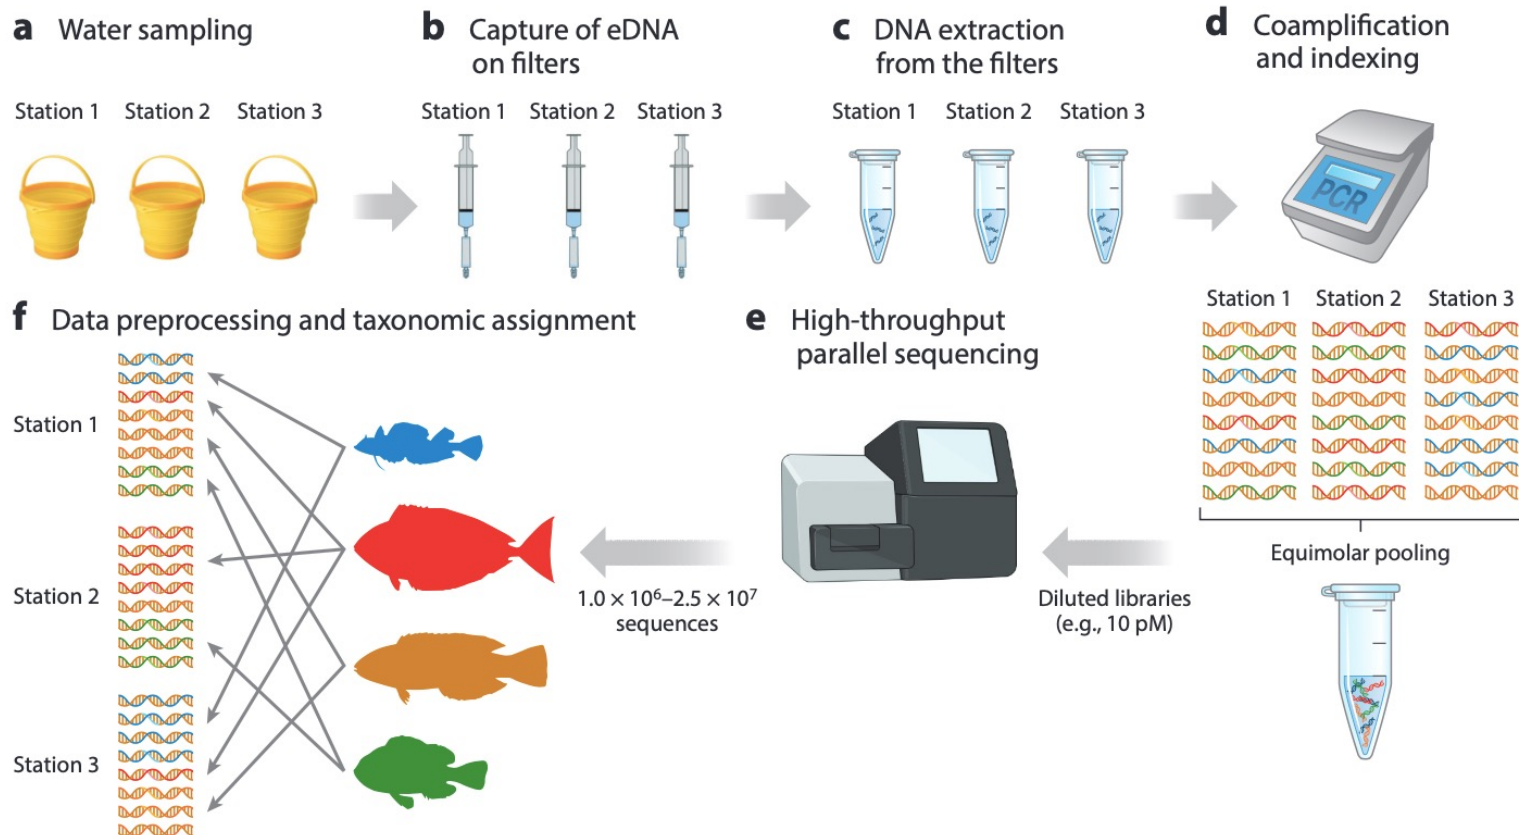 a Water sampling
Station 1 Station 2 Station 3
b Capture of eDNA
on filters
Station 1 Station 2 Station 3
c DNA extraction
from the filters
Station 1 Station 2 Station 3
d Coamplification
and indexing
PCR
Station 1 Station 2 Station 3
Equimolar pooling
Diluted libraries
(e.g., 10 pM)
e High-throughput
parallel sequencing
1.0 × 10⁶–2.5 × 10⁷
sequences
f Data preprocessing and taxonomic assignment
Station 1
Station 2
Station 3